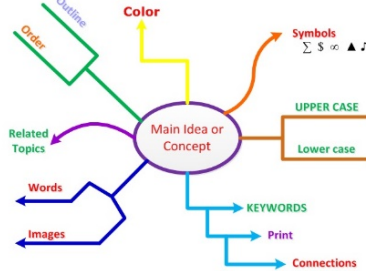 Outline
Order
Color
Symbols
∑ $ ∞ ▲ ♫
Main Idea or
Concept
UPPER CASE
Lower case
Related
Topics
Words
Images
KEYWORDS
Print
Connections